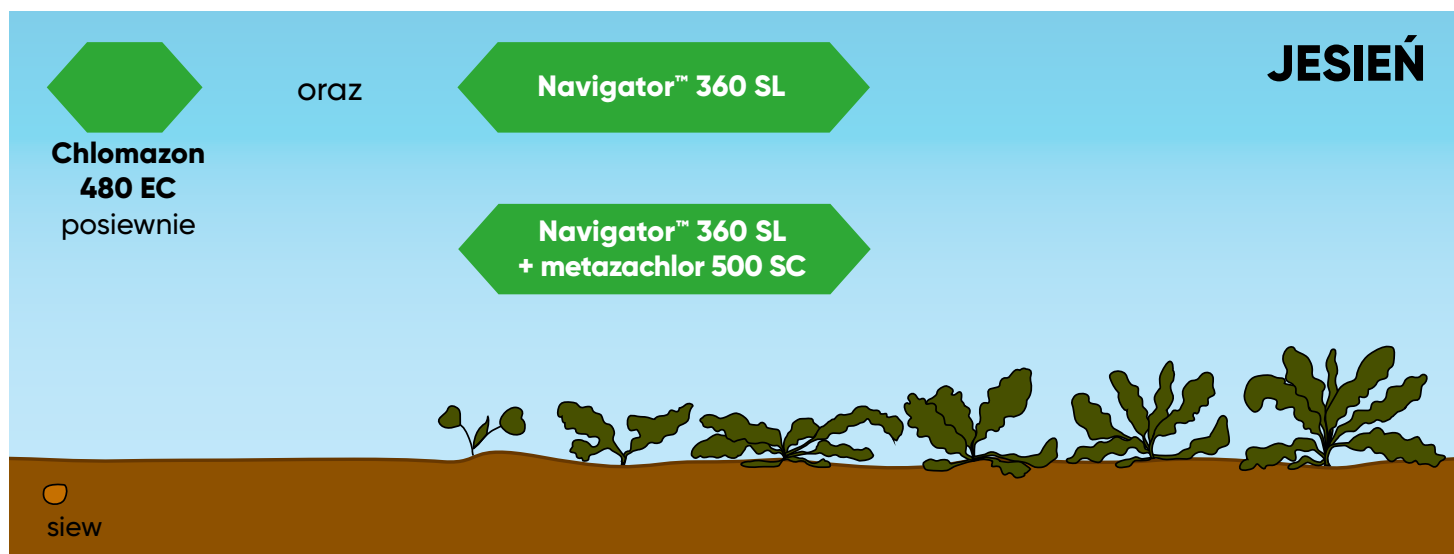 JESIEŃ
Chlomazon
480 EC
posiewnie
oraz
Navigator™ 360 SL
Navigator™ 360 SL
+ metazachlor 500 SC
siew